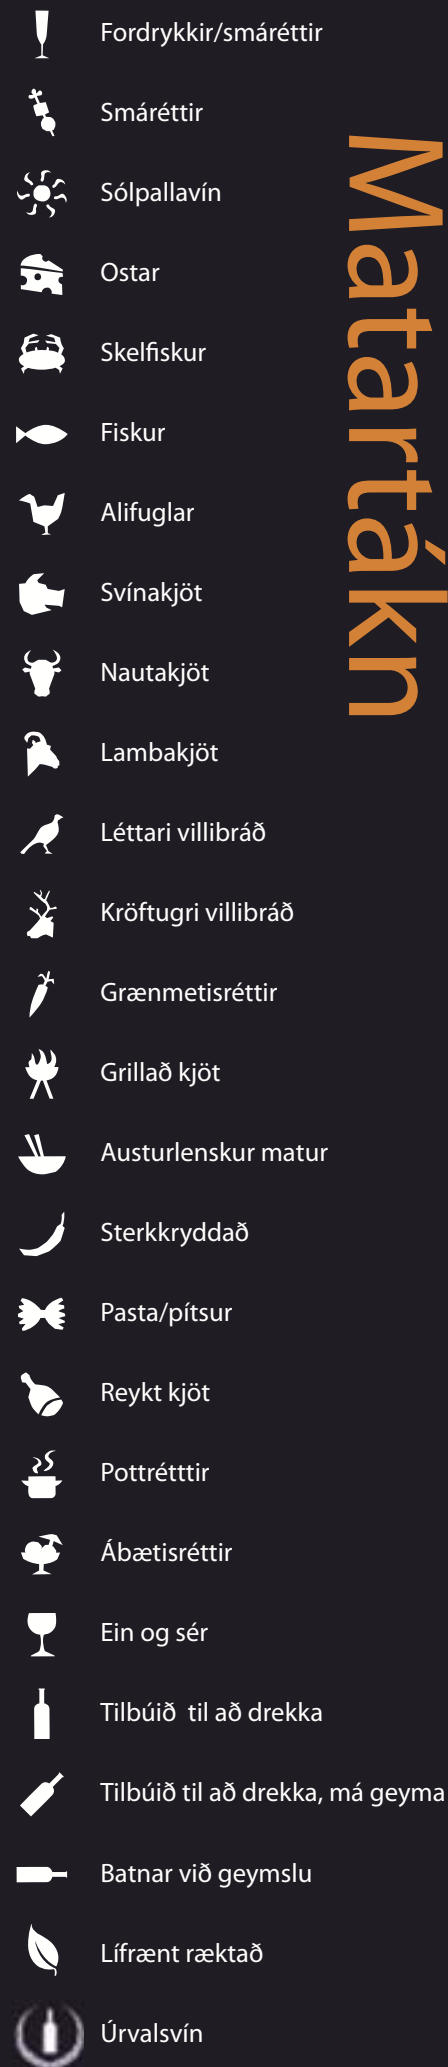 Matartákn
Fordrykkir/smáréttir
Smáréttir
Sólpallavín
Ostar
Skelfiskur
Fiskur
Alifuglar
Svínakjöt
Nautakjöt
Lambakjöt
Léttari villibráð
Kröftugri villibráð
Grænmetisréttir
Grillað kjöt
Austurlenskur matur
Sterkkryddað
Pasta/pítsur
Reykt kjöt
Pottrétttir
Ábætisréttir
Ein og sér
Tilbúið  til að drekka
Tilbúið til að drekka, má geyma
Batnar við geymslu
Lífrænt ræktað
Úrvalsvín